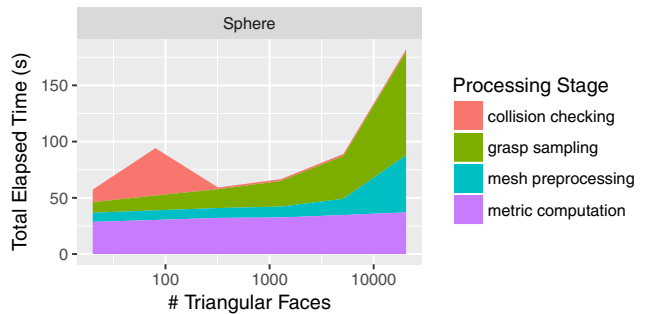 Sphere
Total Elapsed Time (s)
150
100
50
0
100
1000
10000
# Triangular Faces
Processing Stage
collision checking
grasp sampling
mesh preprocessing
metric computation